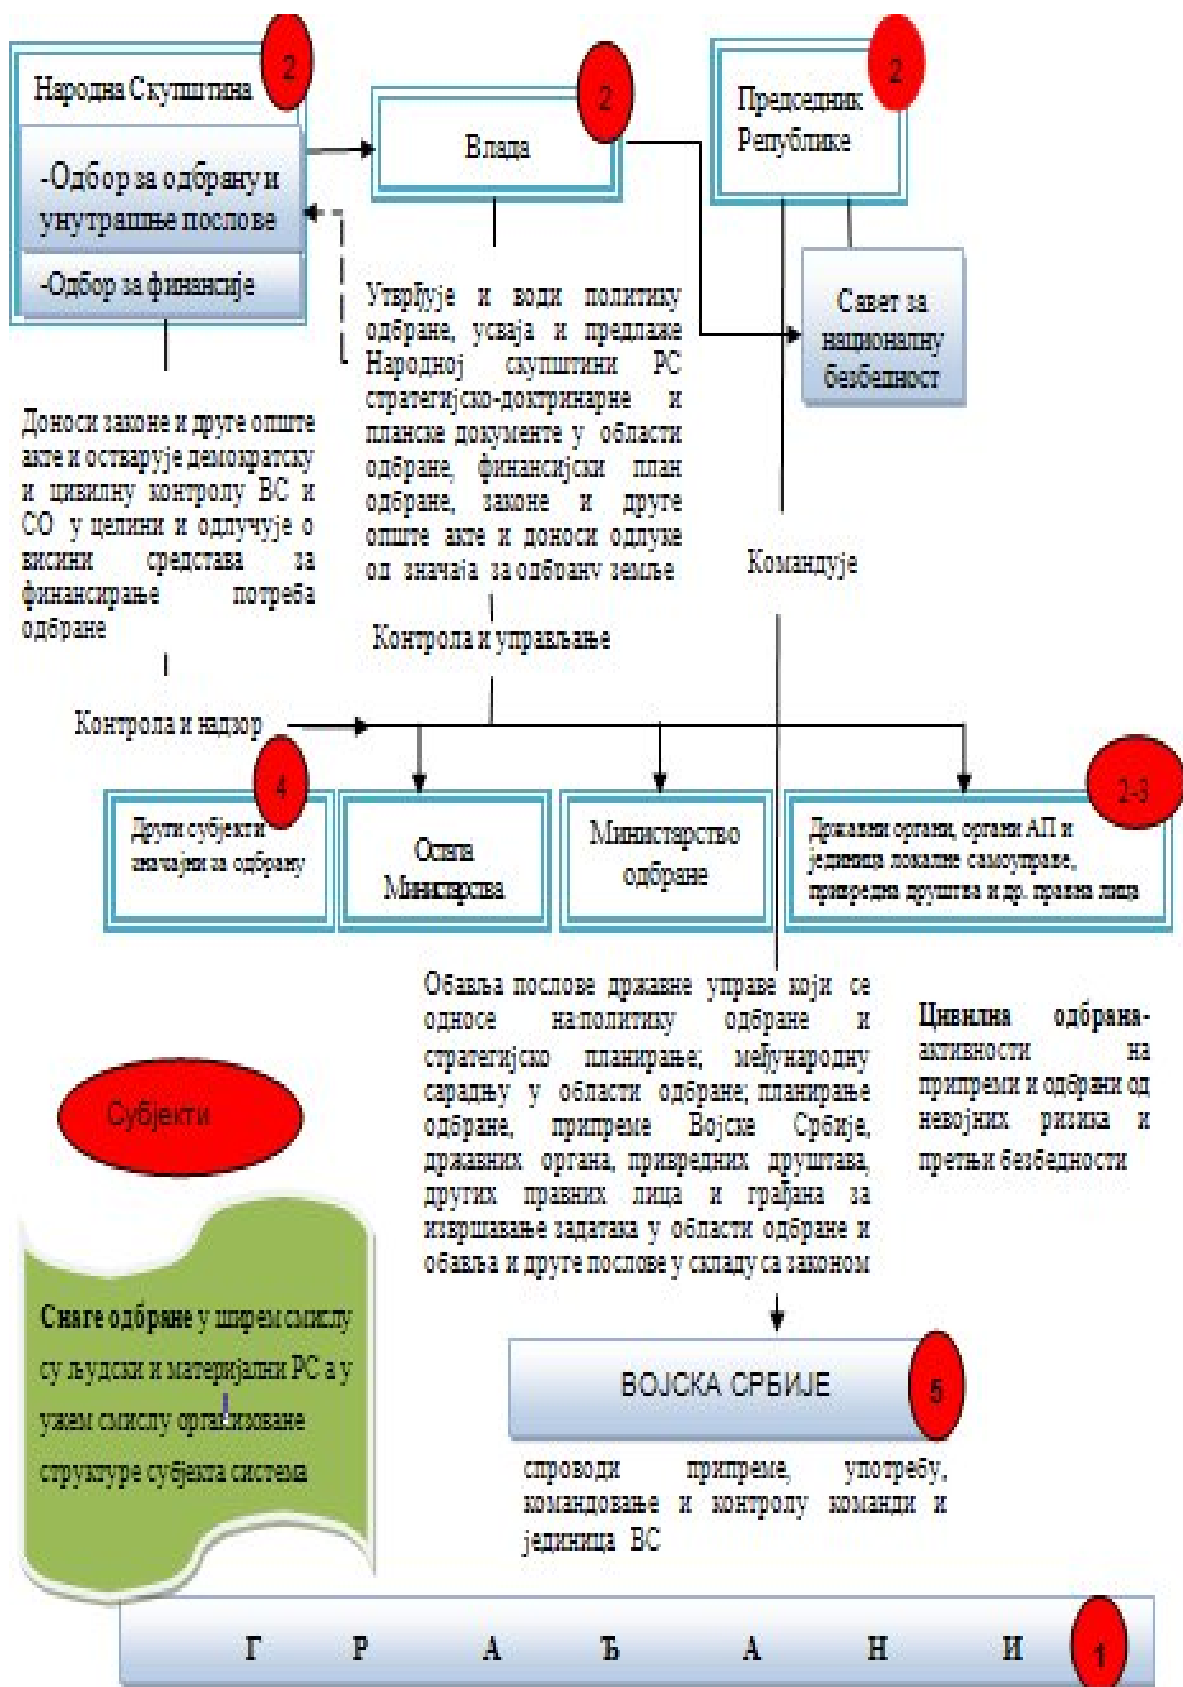 2
Народна Скупштина
-Одбор за одбрану и
унутрашње послове
-Одбор за финансије
2
Влада
2
Председник
Републике
Савет за
националну
безбедност
Доноси законе и друге опште
акте и остварује демократску
и цивилну контролу ВС и
СО у целини и одлучује о
висини средстава за
финансирање потреба
одбране
Утврђује и води политику
одбране, усваја и предлаже
Народној скупштини РС
стратегијско-доктринарне и
планске документе у области
одбране, финансијски план
одбране, законе и друге
опште акте и доноси одлуке
од значаја за одбрану земље
Командује
Контрола и управљање
Контрола и надзор
4
Други субјекти
значајни за одбрану
Остала
Министарства
Министарство
одбране
2-3
Државни органи, органи АП и
јединица локалне самоуправе,
привредна друштва и др. правна лица
Обавља послове државне управе који се
односе на:политику одбране и
стратегијско планирање; међународну
сарадњу у области одбране; планирање
одбране, припреме Војске Србије,
државних органа, привредних друштава,
других правних лица и грађана за
извршавање задатака у области одбране и
обавља и друге послове у складу са законом
Цивилна одбрана-
активности на
припреми и одбрани од
невојних ризика и
претњи безбедности
Субјекти
Снаге одбране у ширем смислу
су људски и материјални РС а у
ужем смислу организоване
структуре субјекта система
ВОЈСКА СРБИЈЕ
5
спроводи припреме, употребу,
командовање и контролу команди и
јединица ВС
Г Р А Ђ А Н И
1